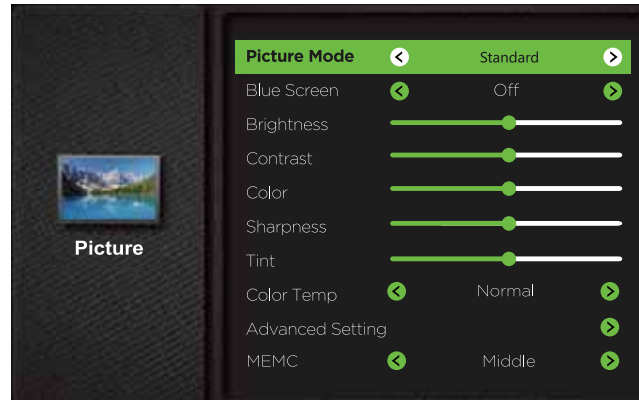 Picture Mode Standard
Blue Screen Off
Brightness
Contrast
Color
Sharpness
Picture
Tint
Color Temp Normal
Advanced Setting
MEMC Middle